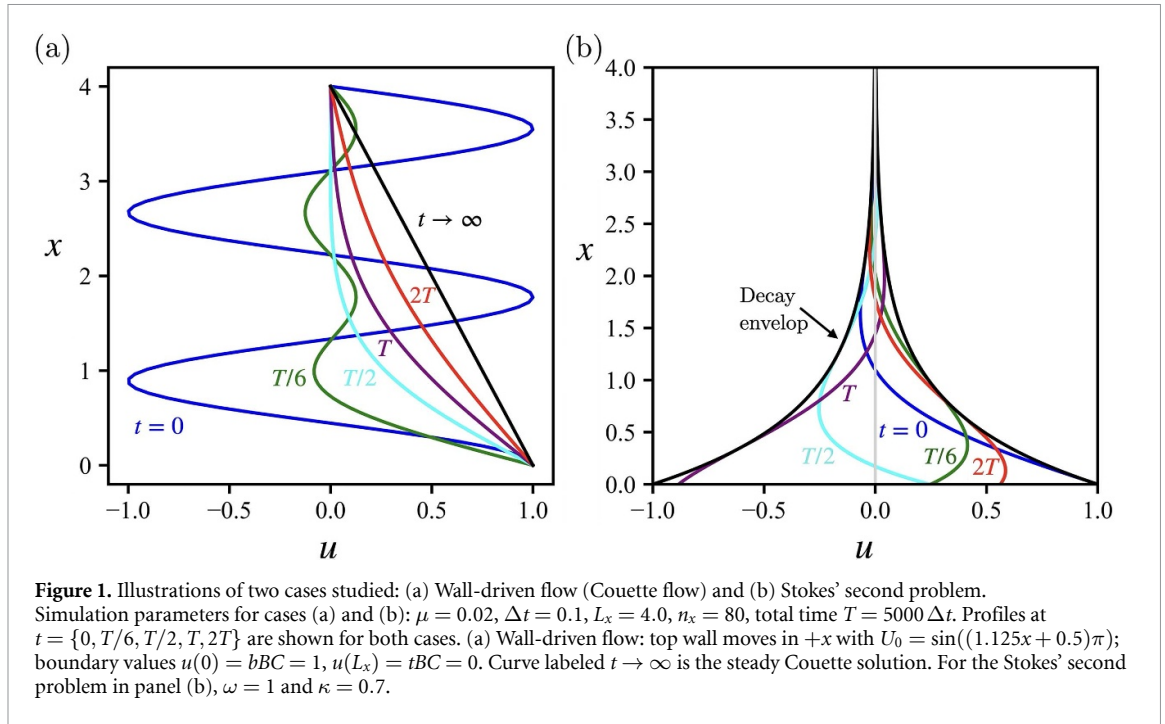 (a)
(b)
4
3
2
1
0
x
−1.0 −0.5 0.0 0.5 1.0
u
t → ∞
2T
T
T/2
T/6
t = 0
4.0
3.5
3.0
2.5
2.0
1.5
1.0
0.5
0.0
x
−1.0 −0.5 0.0 0.5 1.0
u
Decay
envelop
T
t = 0
T/2
T/6
2T
Figure 1. Illustrations of two cases studied: (a) Wall-driven flow (Couette flow) and (b) Stokes’ second problem.
Simulation parameters for cases (a) and (b): μ = 0.02, Δt = 0.1, Lₓ = 4.0, nₓ = 80, total time T = 5000 Δt. Profiles at
t = {0, T/6, T/2, T, 2T} are shown for both cases. (a) Wall-driven flow: top wall moves in +x with U₀ = sin((1.125x + 0.5)π);
boundary values u(0) = bBC = 1, u(Lₓ) = tBC = 0. Curve labeled t → ∞ is the steady Couette solution. For the Stokes’ second
problem in panel (b), ω = 1 and κ = 0.7.